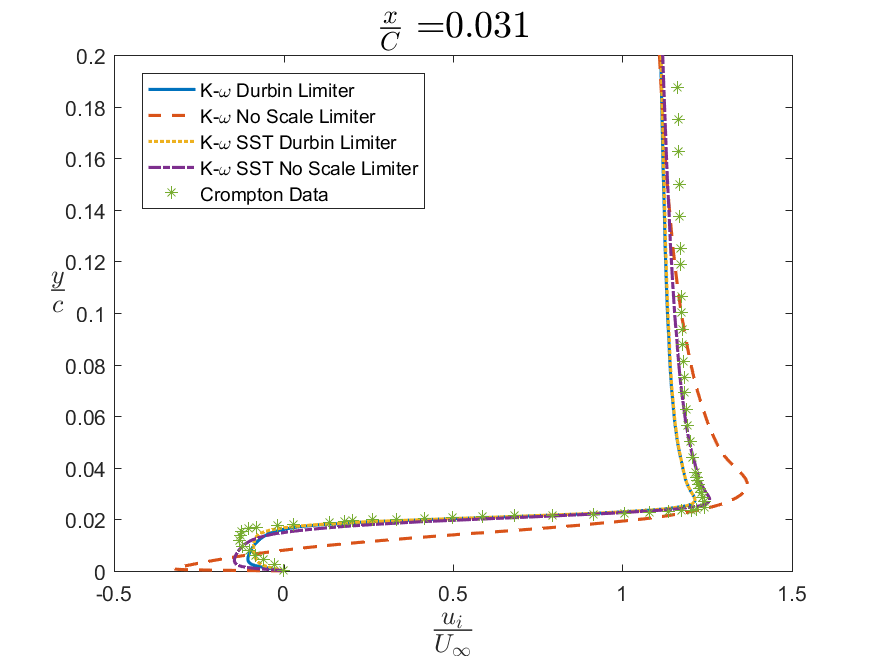 x/C =0.031
0.2
0.18
0.16
0.14
0.12
0.1
0.08
0.06
0.04
0.02
0
y/c
K-ω Durbin Limiter
K-ω No Scale Limiter
K-ω SST Durbin Limiter
K-ω SST No Scale Limiter
Crompton Data
-0.5 0 0.5 1 1.5
u_i/U_∞